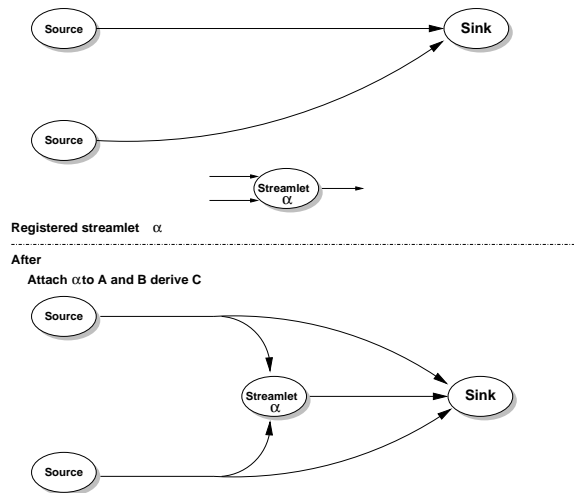 Source
Sink
Source
Streamlet
α
Registered streamlet α
After
Attach α to A and B derive C
Source
Streamlet
α
Sink
Source